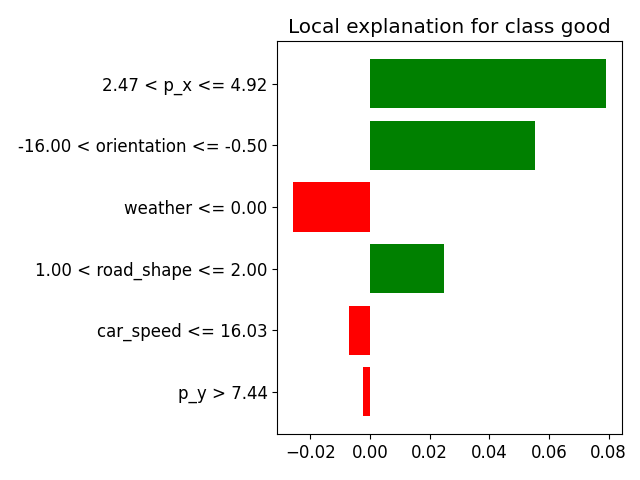 Local explanation for class good
2.47 < p_x <= 4.92
-16.00 < orientation <= -0.50
weather <= 0.00
1.00 < road_shape <= 2.00
car_speed <= 16.03
p_y > 7.44
−0.02 0.00 0.02 0.04 0.06 0.08